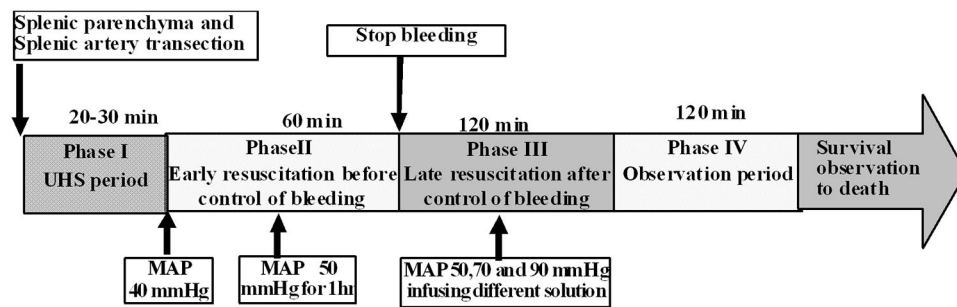 Splenic parenchyma and
Splenic artery transection
Stop bleeding
20-30 min
60 min
120 min
120 min
Phase I
UHS period
PhaseII
Early resuscitation before
control of bleeding
Phase III
Late resuscitation after
control of bleeding
Phase IV
Observation period
Survival
observation
to death
MAP
40 mmHg
MAP 50
mmHg for 1hr
MAP 50,70 and 90 mmHg
infusing different solution